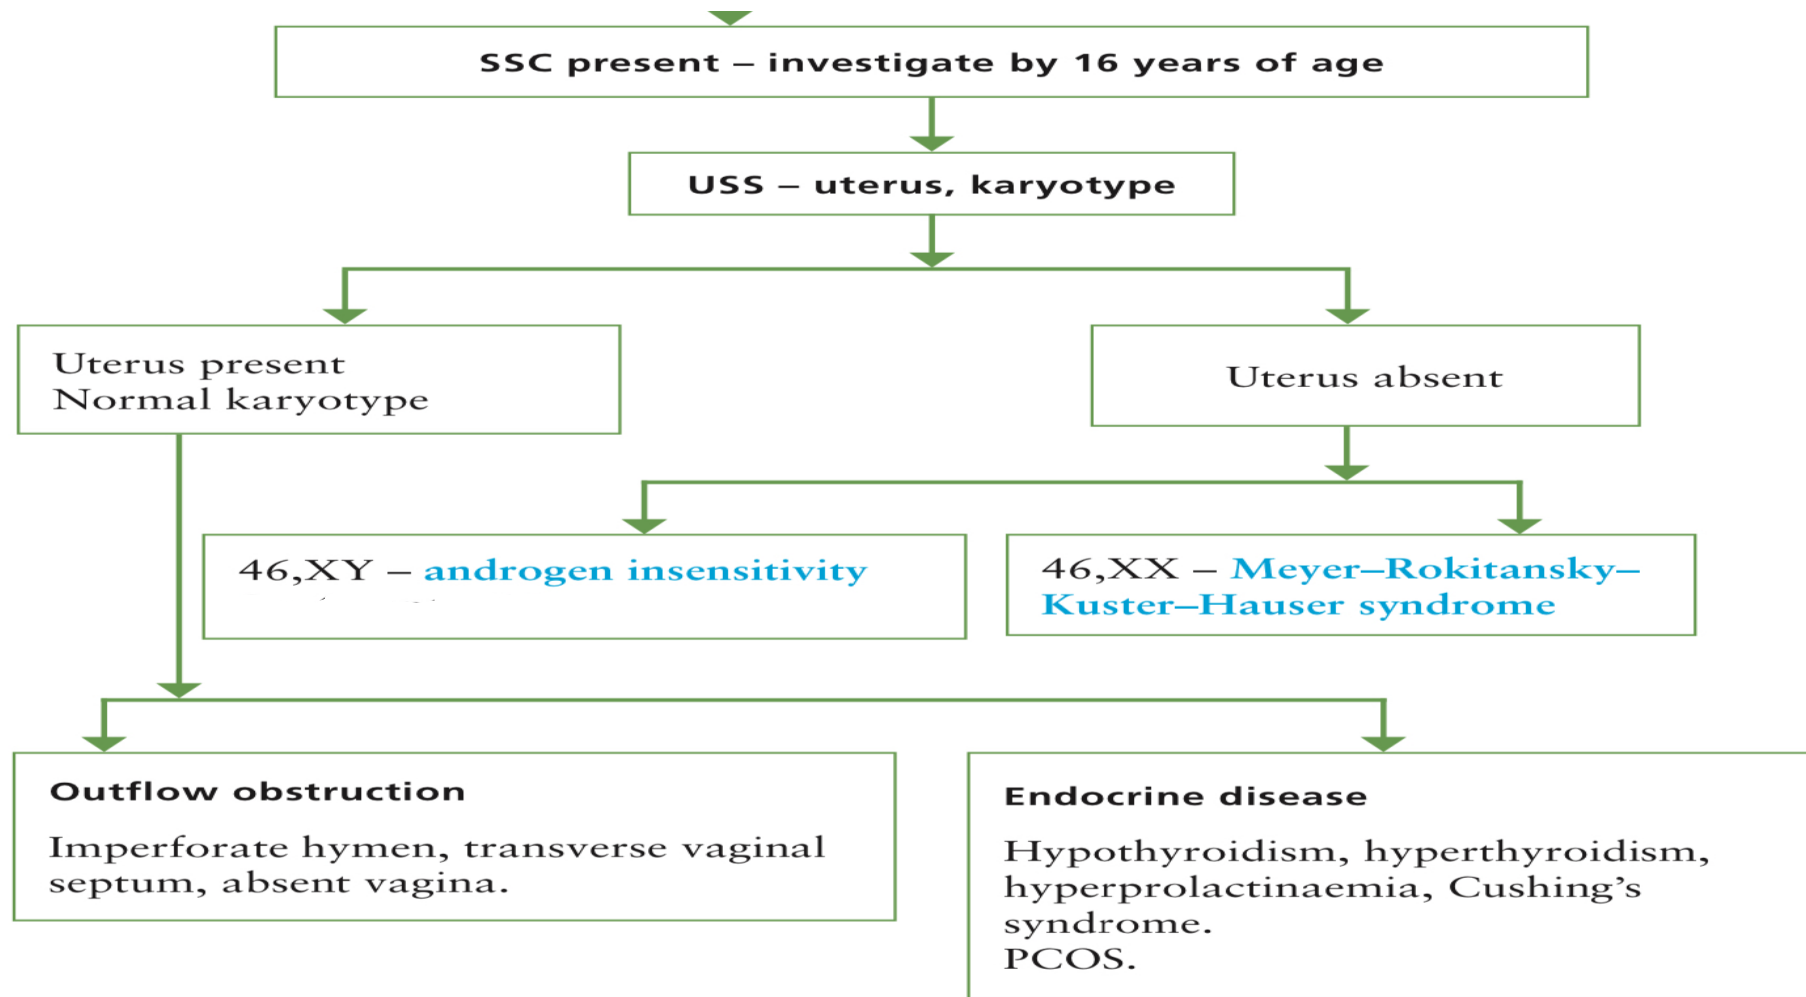 SSC present – investigate by 16 years of age
USS – uterus, karyotype
Uterus present
Normal karyotype
Uterus absent
46,XY – androgen insensitivity
46,XX – Meyer–Rokitansky–
Kuster–Hauser syndrome
Outflow obstruction
Imperforate hymen, transverse vaginal
septum, absent vagina.
Endocrine disease
Hypothyroidism, hyperthyroidism,
hyperprolactinaemia, Cushing’s
syndrome.
PCOS.